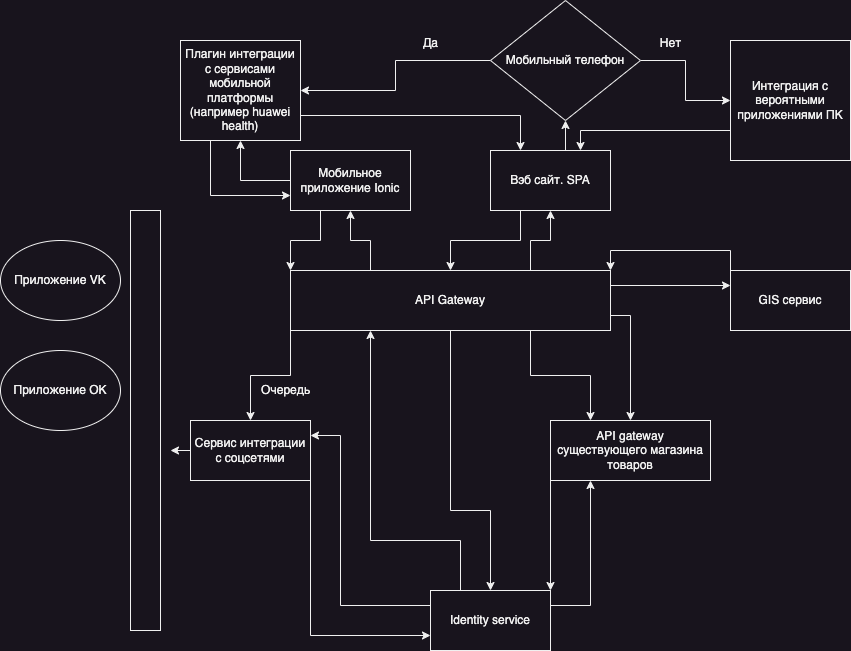 Да
Нет
Мобильный телефон
Плагин интеграции
с сервисами
мобильной
платформы
(например huawei
health)
Интеграция с
вероятными
приложениями ПК
Мобильное
приложение Ionic
Вэб сайт. SPA
Приложение VK
API Gateway
GIS сервис
Приложение OK
Очередь
Сервис интеграции
с соцсетями
API gateway
существующего магазина
товаров
Identity service